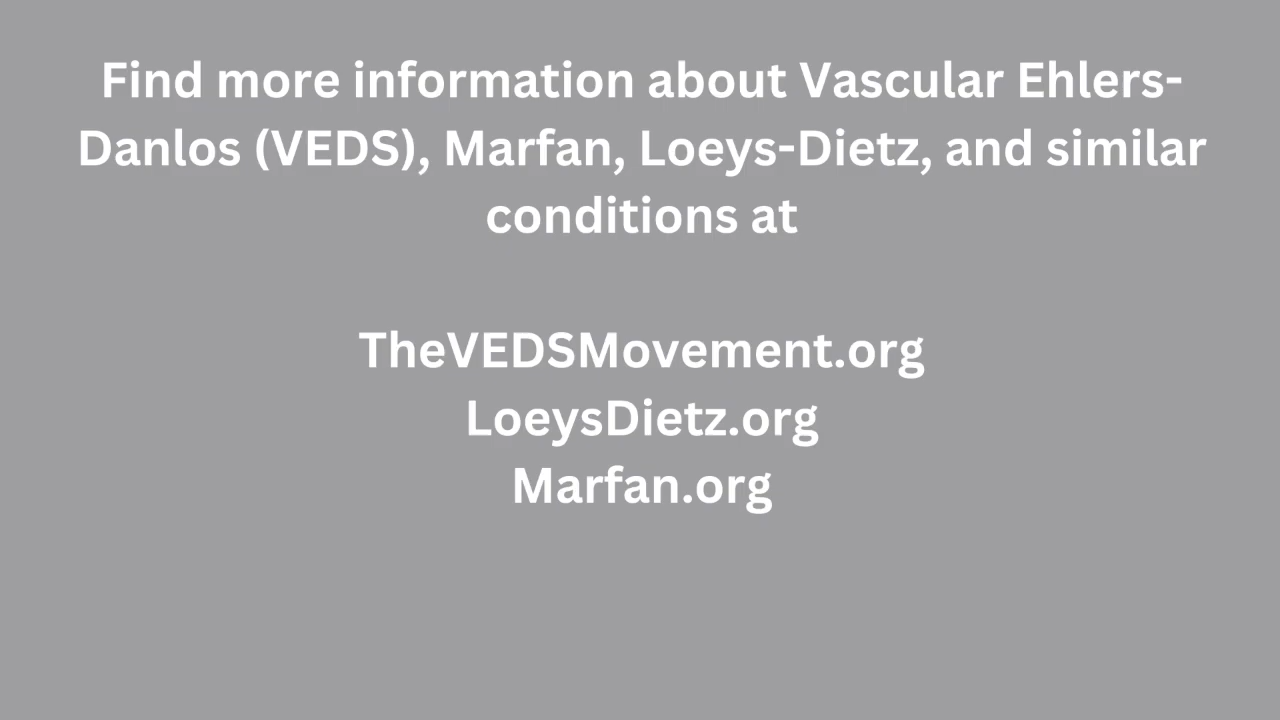 Find more information about Vascular Ehlers-
Danlos (VEDS), Marfan, Loeys-Dietz, and similar
conditions at
TheVEDSMovement.org
LoeysDietz.org
Marfan.org